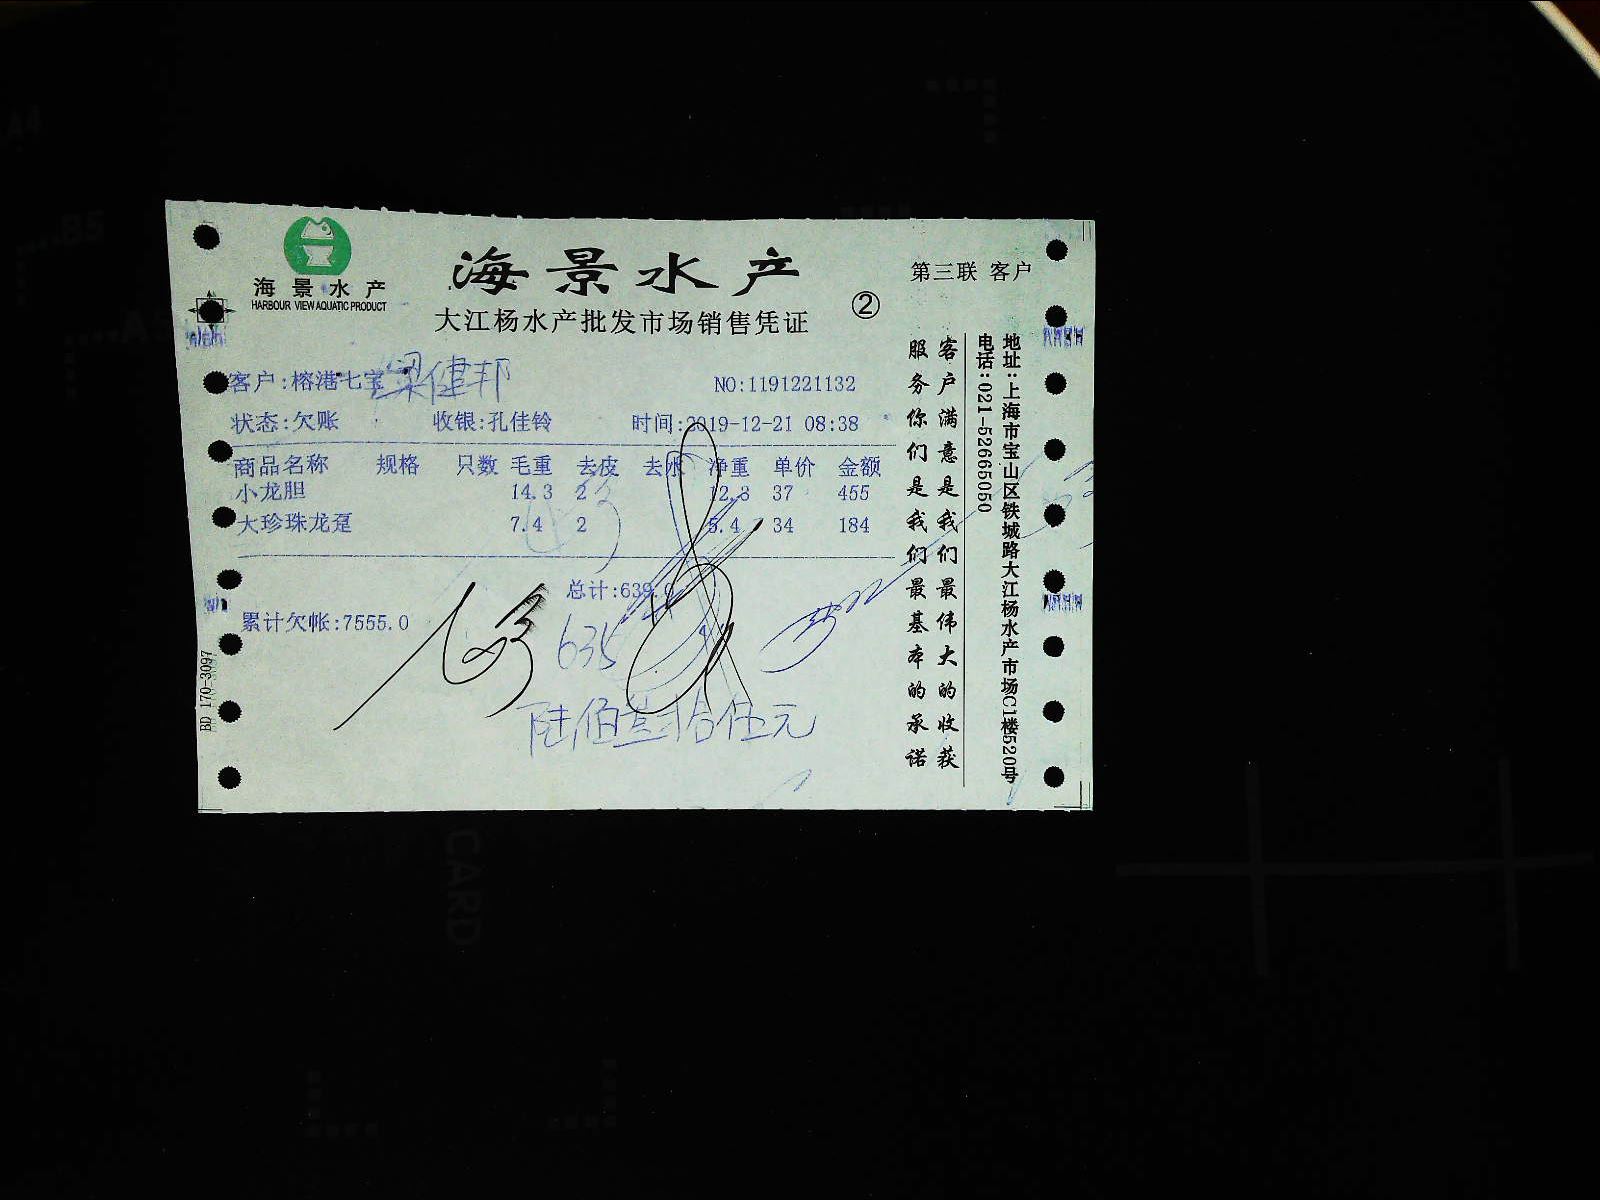 海景水产
HARBOUR VIEW AQUATIC PRODUCT
海景水产
大江杨水产批发市场销售凭证
②
第三联 客户
客户:榕港七宝梁健邦
NO:1191221132
状态:欠账 收银:孔佳铃 时间:2019-12-21 08:38
商品名称 规格 只数 毛重 去皮 去水 净重 单价 金额
小龙胆 14.3 2 12.3 37 455
大珍珠龙趸 7.4 2 5.4 34 184
总计:639.0
累计欠帐:7555.0
635
陆佰叁拾伍元
客户满意是我们最伟大的收获
服务你们是我们最基本的承诺
地址:上海市宝山区铁城路大江杨水产市场C1楼520号
电话:021-52665050
BD 170-3097
CARD
A4
B5